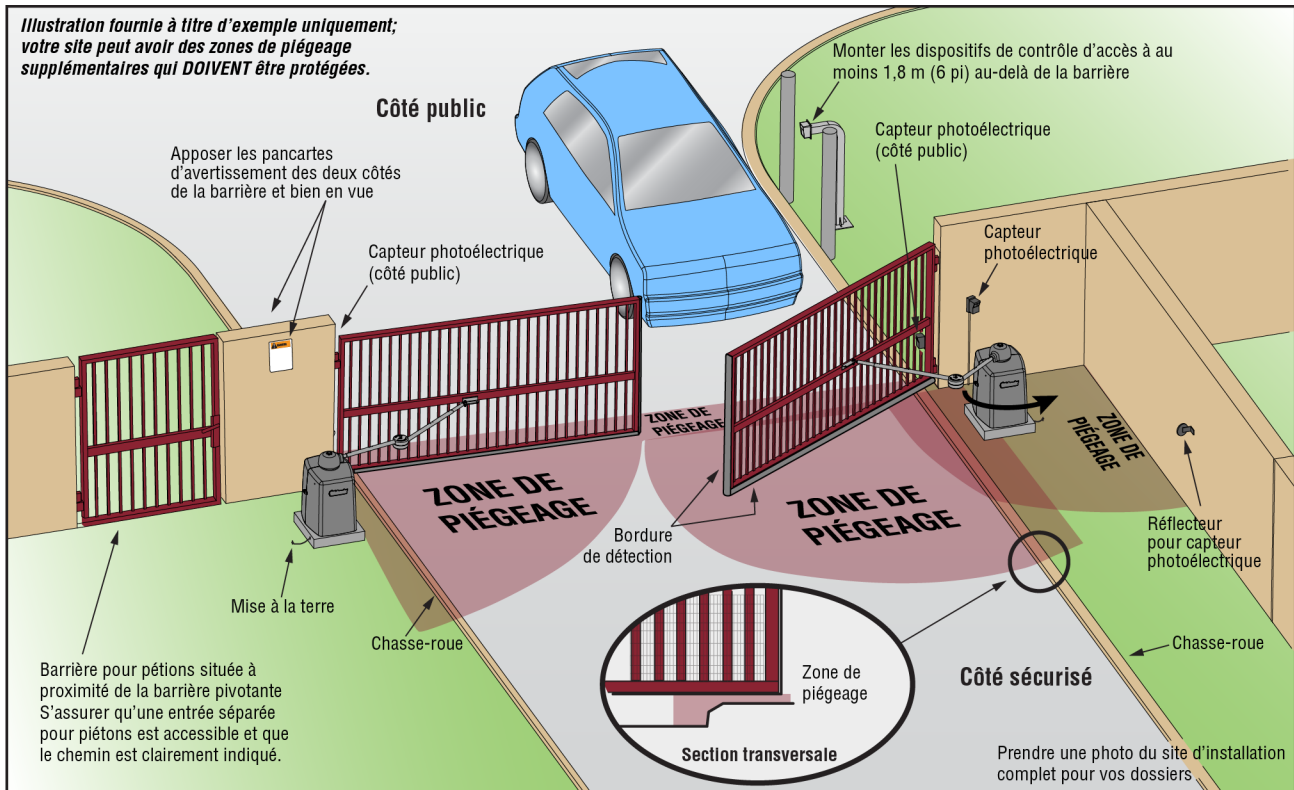 Illustration fournie à titre d'exemple uniquement;
votre site peut avoir des zones de piégeage
supplémentaires qui DOIVENT être protégées.
Côté public
Monter les dispositifs de contrôle d'accès à au
moins 1,8 m (6 pi) au-delà de la barrière
Capteur photoélectrique
(côté public)
Apposer les pancartes
d'avertissement des deux côtés
de la barrière et bien en vue
Capteur photoélectrique
(côté public)
Capteur
photoélectrique
ZONE DE
PIÉGEAGE
ZONE DE
PIÉGEAGE
ZONE DE
PIÉGEAGE
ZONE DE
PIÉGEAGE
Bordure
de détection
Réflecteur
pour capteur
photoélectrique
Mise à la terre
Chasse-roue
Chasse-roue
Barrière pour pétions située à
proximité de la barrière pivotante
S'assurer qu'une entrée séparée
pour piétons est accessible et que
le chemin est clairement indiqué.
Zone de
piégeage
Section transversale
Côté sécurisé
Prendre une photo du site d'installation
complet pour vos dossiers